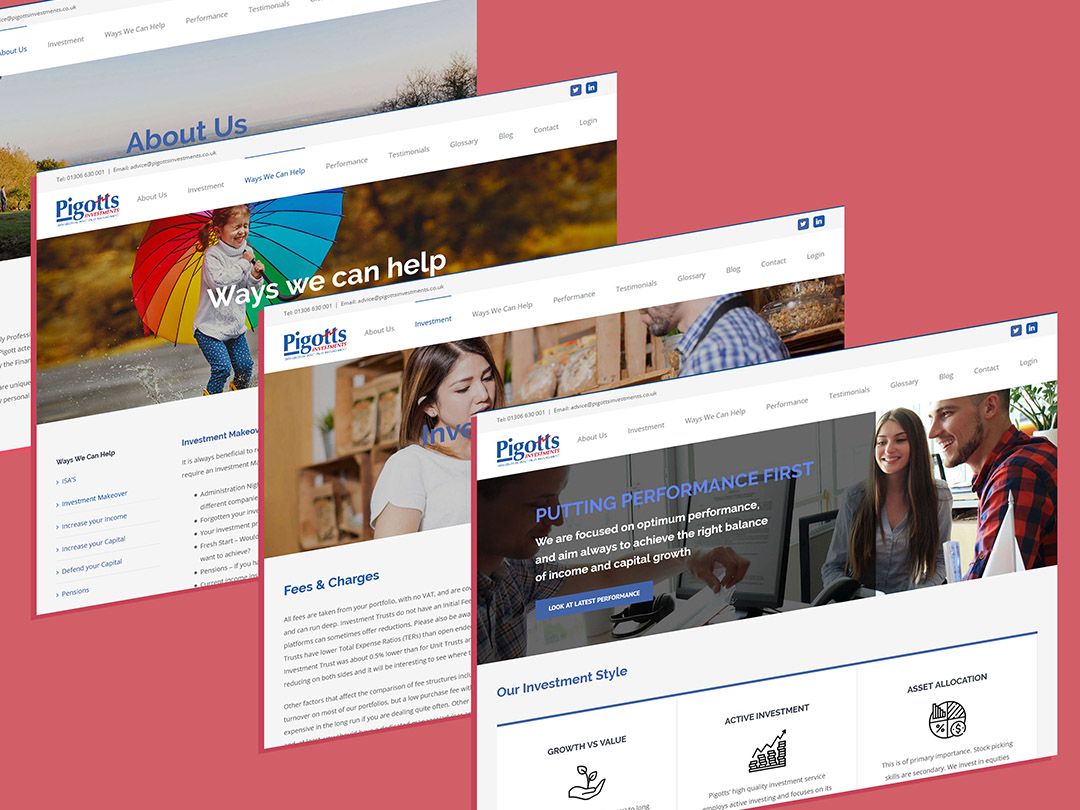 ice@pigottsinvestments.co.uk
About Us
Investment
Ways We Can Help
Performance
Testimonials
About Us
ly Profess
Pigott acte
y the Finan
are unique
y personal
Tel: 01306 630 001 | Email: advice@pigottsinvestments.co.uk
Pigotts
INVESTMENTS
About Us
Investment
Ways We Can Help
Performance
Testimonials
Glossary
Blog
Contact
Login
Ways we can help
Ways We Can Help
ISA'S
Investment Makeover
Increase your Income
Increase your Capital
Defend your Capital
Pensions
Investment Makeov
It is always beneficial to re
require an Investment Ma
Administration Nig
different companie
Forgotten your inve
Your investment pr
Fresh Start – Would
want to achieve?
Pensions – if you ha
Current income ins
Tel: 01306 630 001 | Email: advice@pigottsinvestments.co.uk
Pigotts
INVESTMENTS
About Us
Investment
Ways We Can Help
Performance
Testimonials
Glossary
Blog
Contact
Login
Inve
Fees & Charges
All fees are taken from your portfolio, with no VAT, and are cov
and can run deep. Investment Trusts do not have an Initial Fee
platforms can sometimes offer reductions. Please also be awa
Trusts have lower Total Expense Ratios (TERs) than open ende
Investment Trust was about 0.5% lower than for Unit Trusts a
reducing on both sides and it will be interesting to see where t
Other factors that affect the comparison of fee structures inclu
turnover on most of our portfolios, but a low purchase fee with
expensive in the long run if you are dealing quite often. Other
Tel: 01306 630 001 | Email: advice@pigottsinvestments.co.uk
Pigotts
INVESTMENTS
About Us
Investment
Ways We Can Help
Performance
Testimonials
Glossary
Blog
Contact
Login
PUTTING PERFORMANCE FIRST
We are focused on optimum performance,
and aim always to achieve the right balance
of income and capital growth
LOOK AT LATEST PERFORMANCE
Our Investment Style
GROWTH VS VALUE
ACTIVE INVESTMENT
Pigotts' high quality investment service
employs active investing and focuses on its
ASSET ALLOCATION
This is of primary importance. Stock picking
skills are secondary. We invest in equities